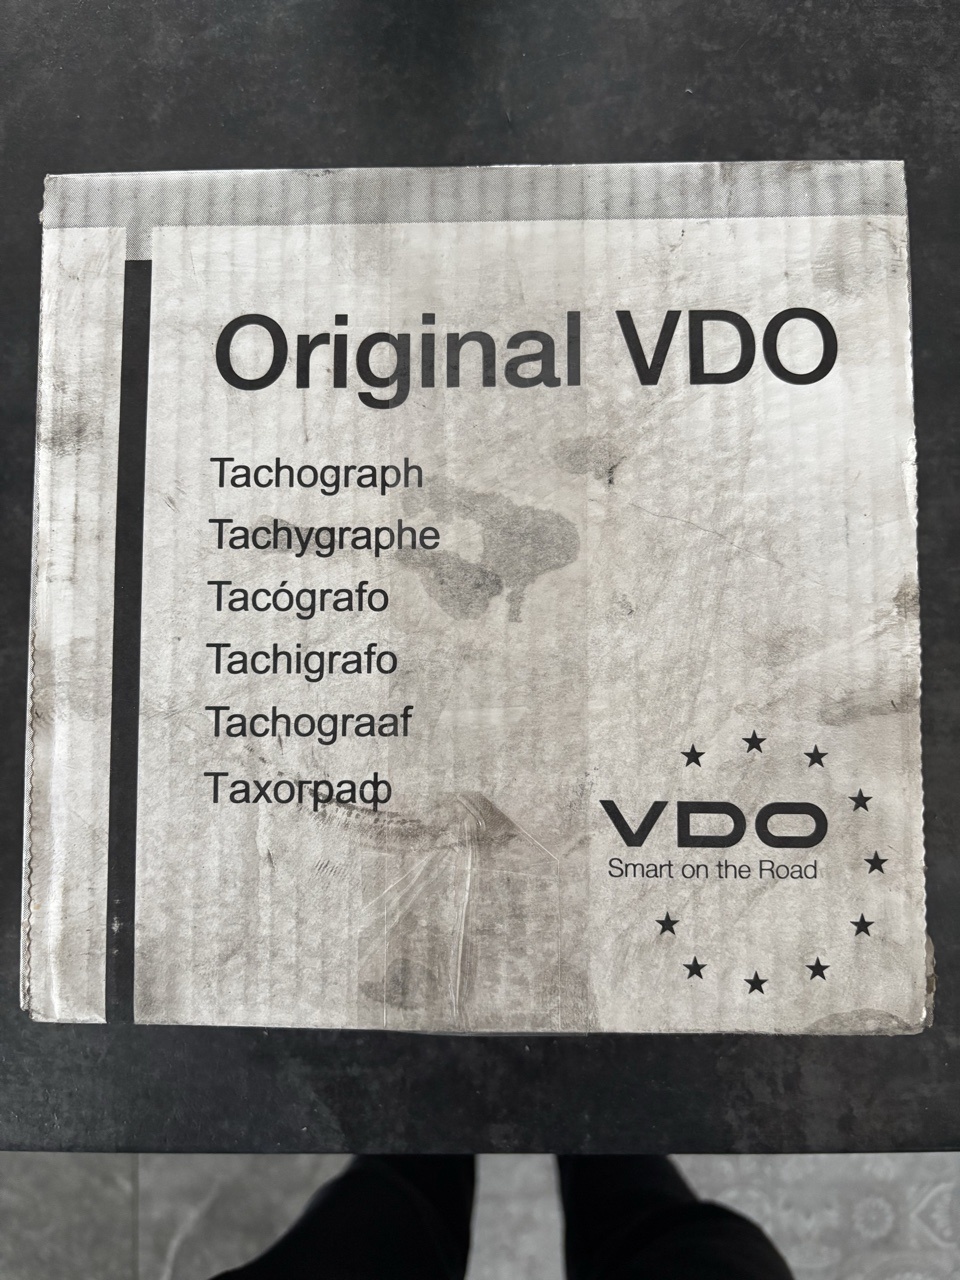 Original VDO
Tachograph
Tachygraphe
Tacógrafo
Tachigrafo
Tachograaf
Тахограф
VDO
Smart on the Road